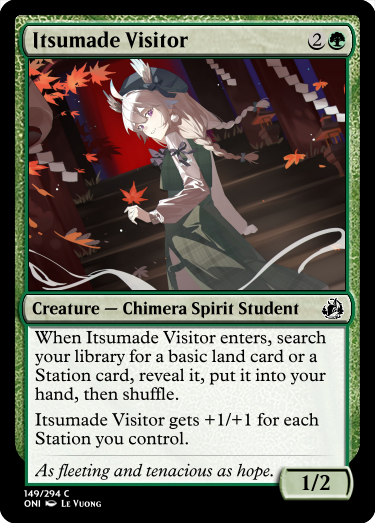 Itsumade Visitor 2
Creature — Chimera Spirit Student
When Itsumade Visitor enters, search
your library for a basic land card or a
Station card, reveal it, put it into your
hand, then shuffle.
Itsumade Visitor gets +1/+1 for each
Station you control.
As fleeting and tenacious as hope.
1/2
149/294 C
ONI Le Vuong